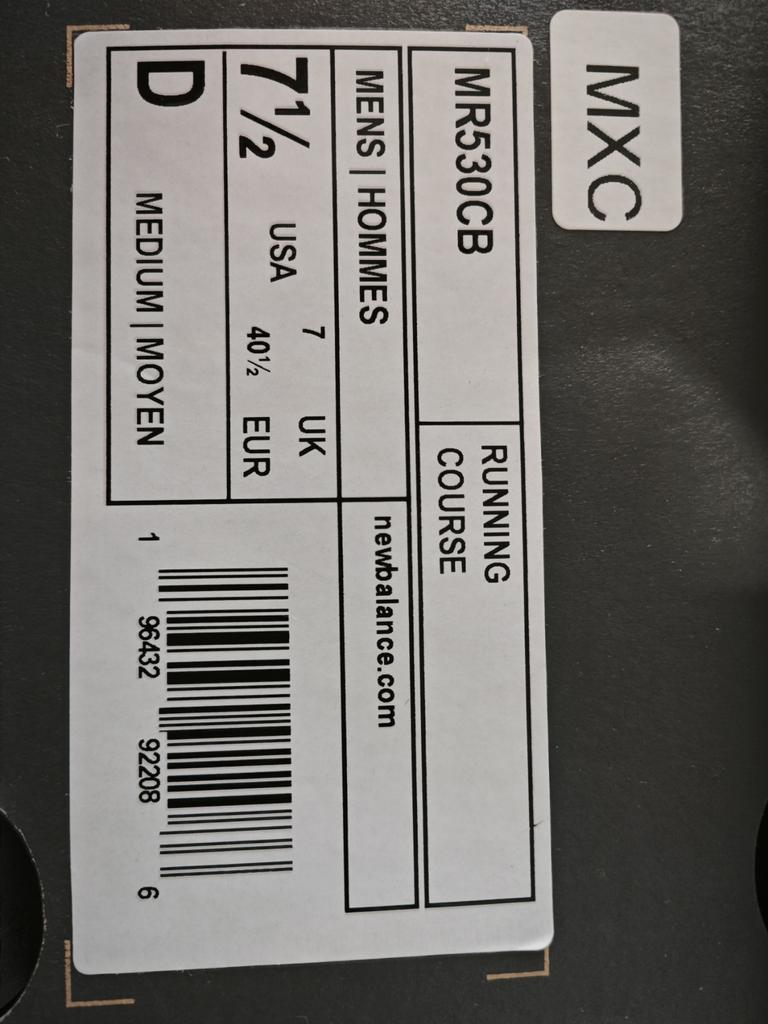 MXC
MR530CB
RUNNING
COURSE
MENS | HOMMES
newbalance.com
7½ USA
7 UK
40½ EUR
D MEDIUM | MOYEN
1 96432 92208 6